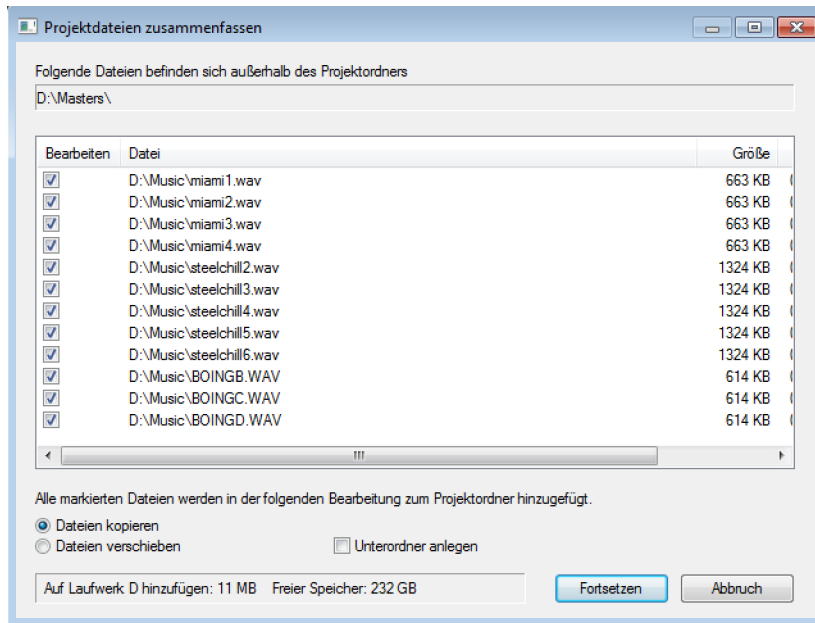 Projektdateien zusammenfassen
Folgende Dateien befinden sich außerhalb des Projektordners
D:\Masters\
Bearbeiten Datei Größe
D:\Music\miami1.wav 663 KB
D:\Music\miami2.wav 663 KB
D:\Music\miami3.wav 663 KB
D:\Music\miami4.wav 663 KB
D:\Music\steelchill2.wav 1324 KB
D:\Music\steelchill3.wav 1324 KB
D:\Music\steelchill4.wav 1324 KB
D:\Music\steelchill5.wav 1324 KB
D:\Music\steelchill6.wav 1324 KB
D:\Music\BOINGB.WAV 614 KB
D:\Music\BOINGC.WAV 614 KB
D:\Music\BOINGD.WAV 614 KB
Alle markierten Dateien werden in der folgenden Bearbeitung zum Projektordner hinzugefügt.
Dateien kopieren
Dateien verschieben Unterordner anlegen
Auf Laufwerk D hinzufügen: 11 MB Freier Speicher: 232 GB Fortsetzen Abbruch